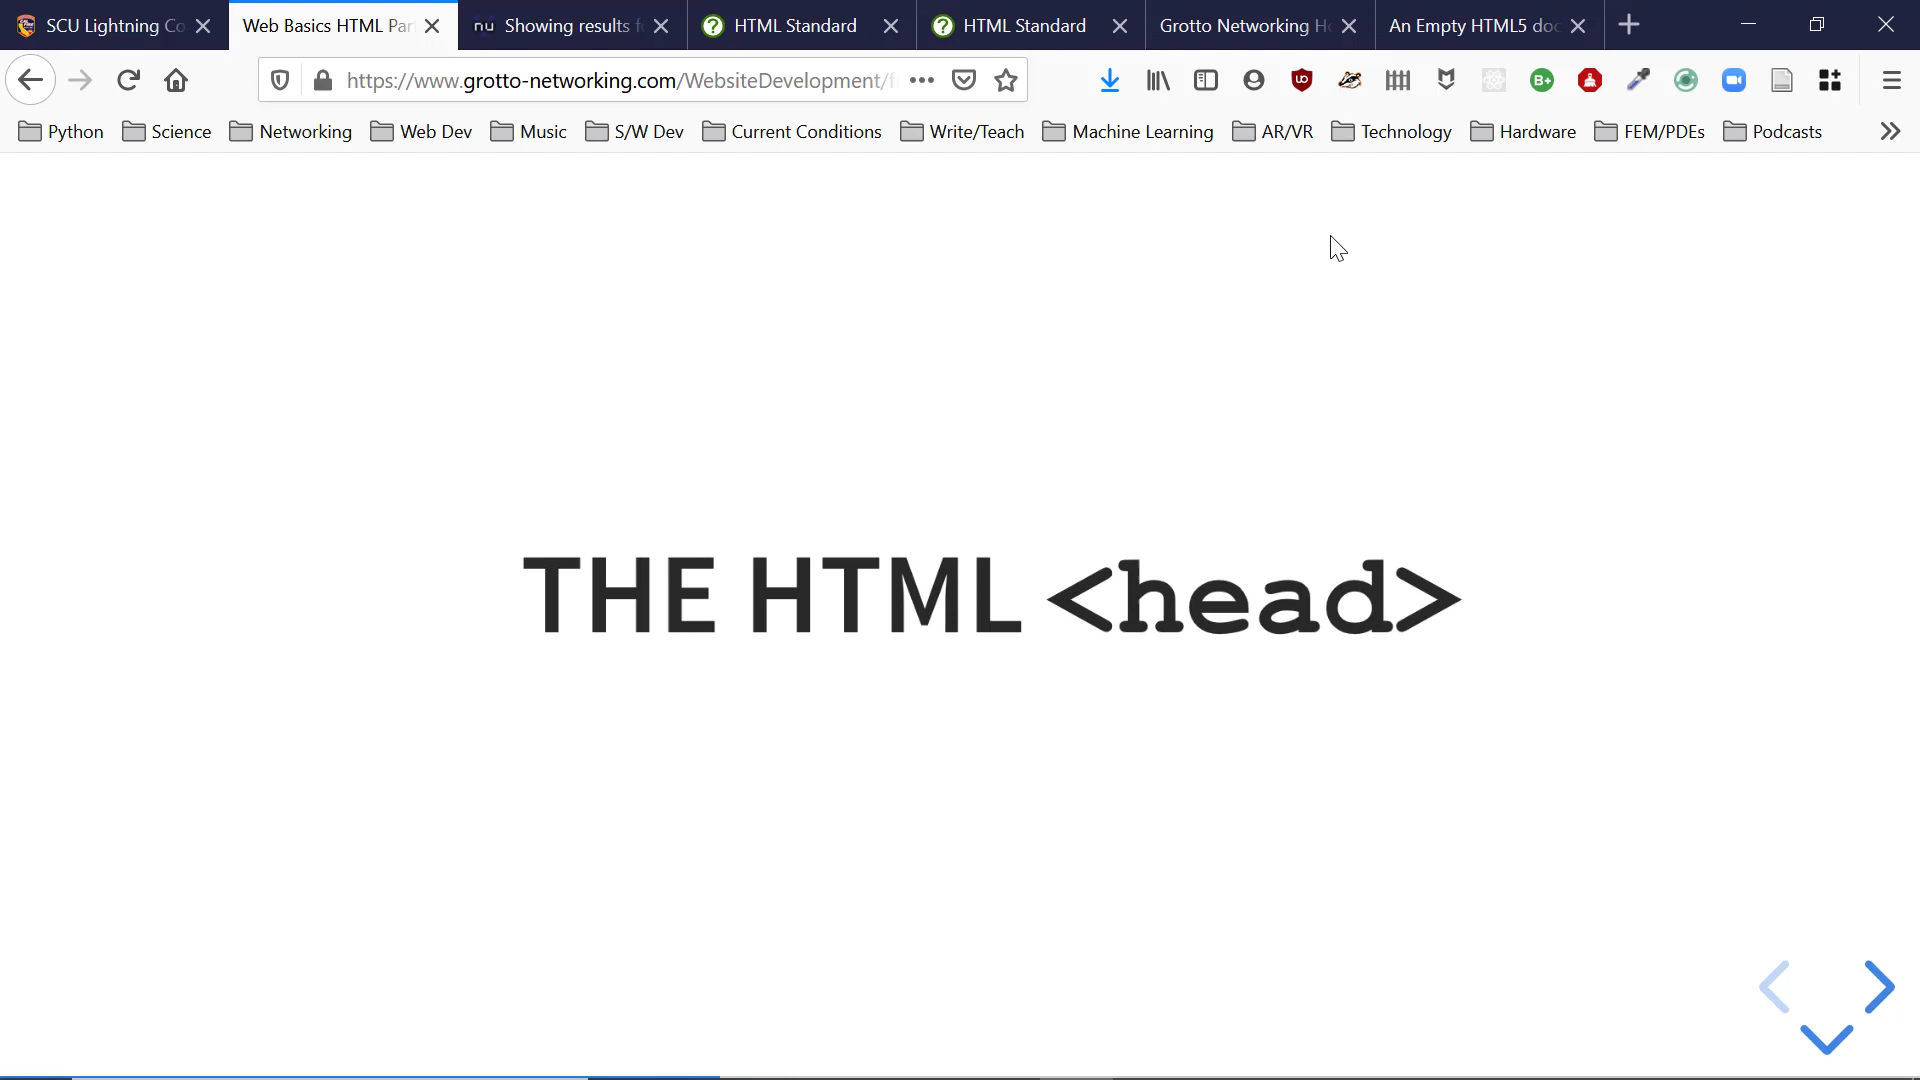 SCU Lightning Co
Web Basics HTML Par
Showing results f
HTML Standard
HTML Standard
Grotto Networking H
An Empty HTML5 doc
https://www.grotto-networking.com/WebsiteDevelopment/f
Python
Science
Networking
Web Dev
Music
S/W Dev
Current Conditions
Write/Teach
Machine Learning
AR/VR
Technology
Hardware
FEM/PDEs
Podcasts
THE HTML <head>